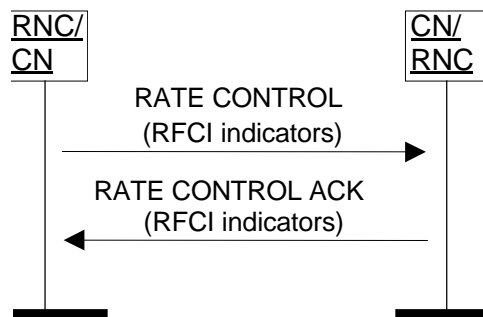 RNC/
CN
CN/
RNC
RATE CONTROL
(RFCI indicators)
RATE CONTROL ACK
(RFCI indicators)